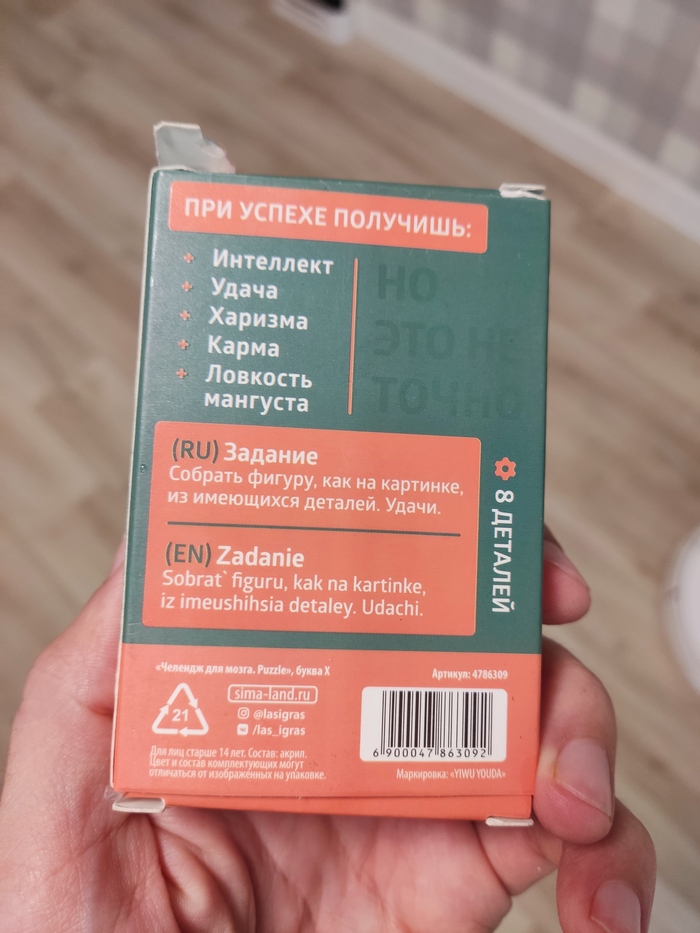 ПРИ УСПЕХЕ ПОЛУЧИШЬ:
+ Интеллект
+ Удача
+ Харизма
+ Карма
+ Ловкость
мангуста
НО
ЭТО НЕ
ТОЧНО
(RU) Задание
Собрать фигуру, как на картинке,
из имеющихся деталей. Удачи.
(EN) Zadanie
Sobrat` figuru, kak na kartinke,
iz imeushihsia detaley. Udachi.
8 ДЕТАЛЕЙ
«Челендж для мозга. Puzzle», буква Х
Артикул: 4786309
21
sima-land.ru
@lasigras
/las_igras
Для лиц старше 14 лет. Состав: акрил.
Цвет и состав комплектующих могут
отличаться от изображённых на упаковке.
6 900047 863092
Маркировка: «YIWU YOUDA»